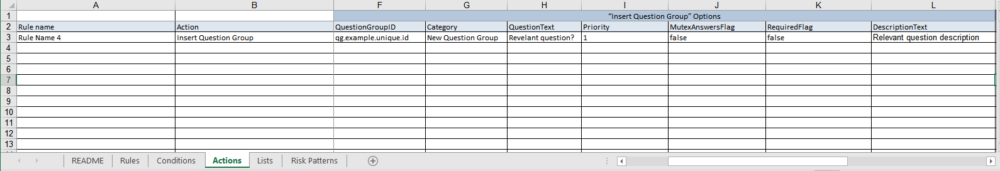 A B F G H I J K L
1 “Insert Question Group” Options
2 Rule name Action QuestionGroupID Category QuestionText Priority MutexAnswersFlag RequiredFlag DescriptionText
3 Rule Name 4 Insert Question Group qg.example.unique.id New Question Group Revelant question? 1 false false Relevant question description
4
5
6
7
8
9
10
11
12
13
README Rules Conditions Actions Lists Risk Patterns